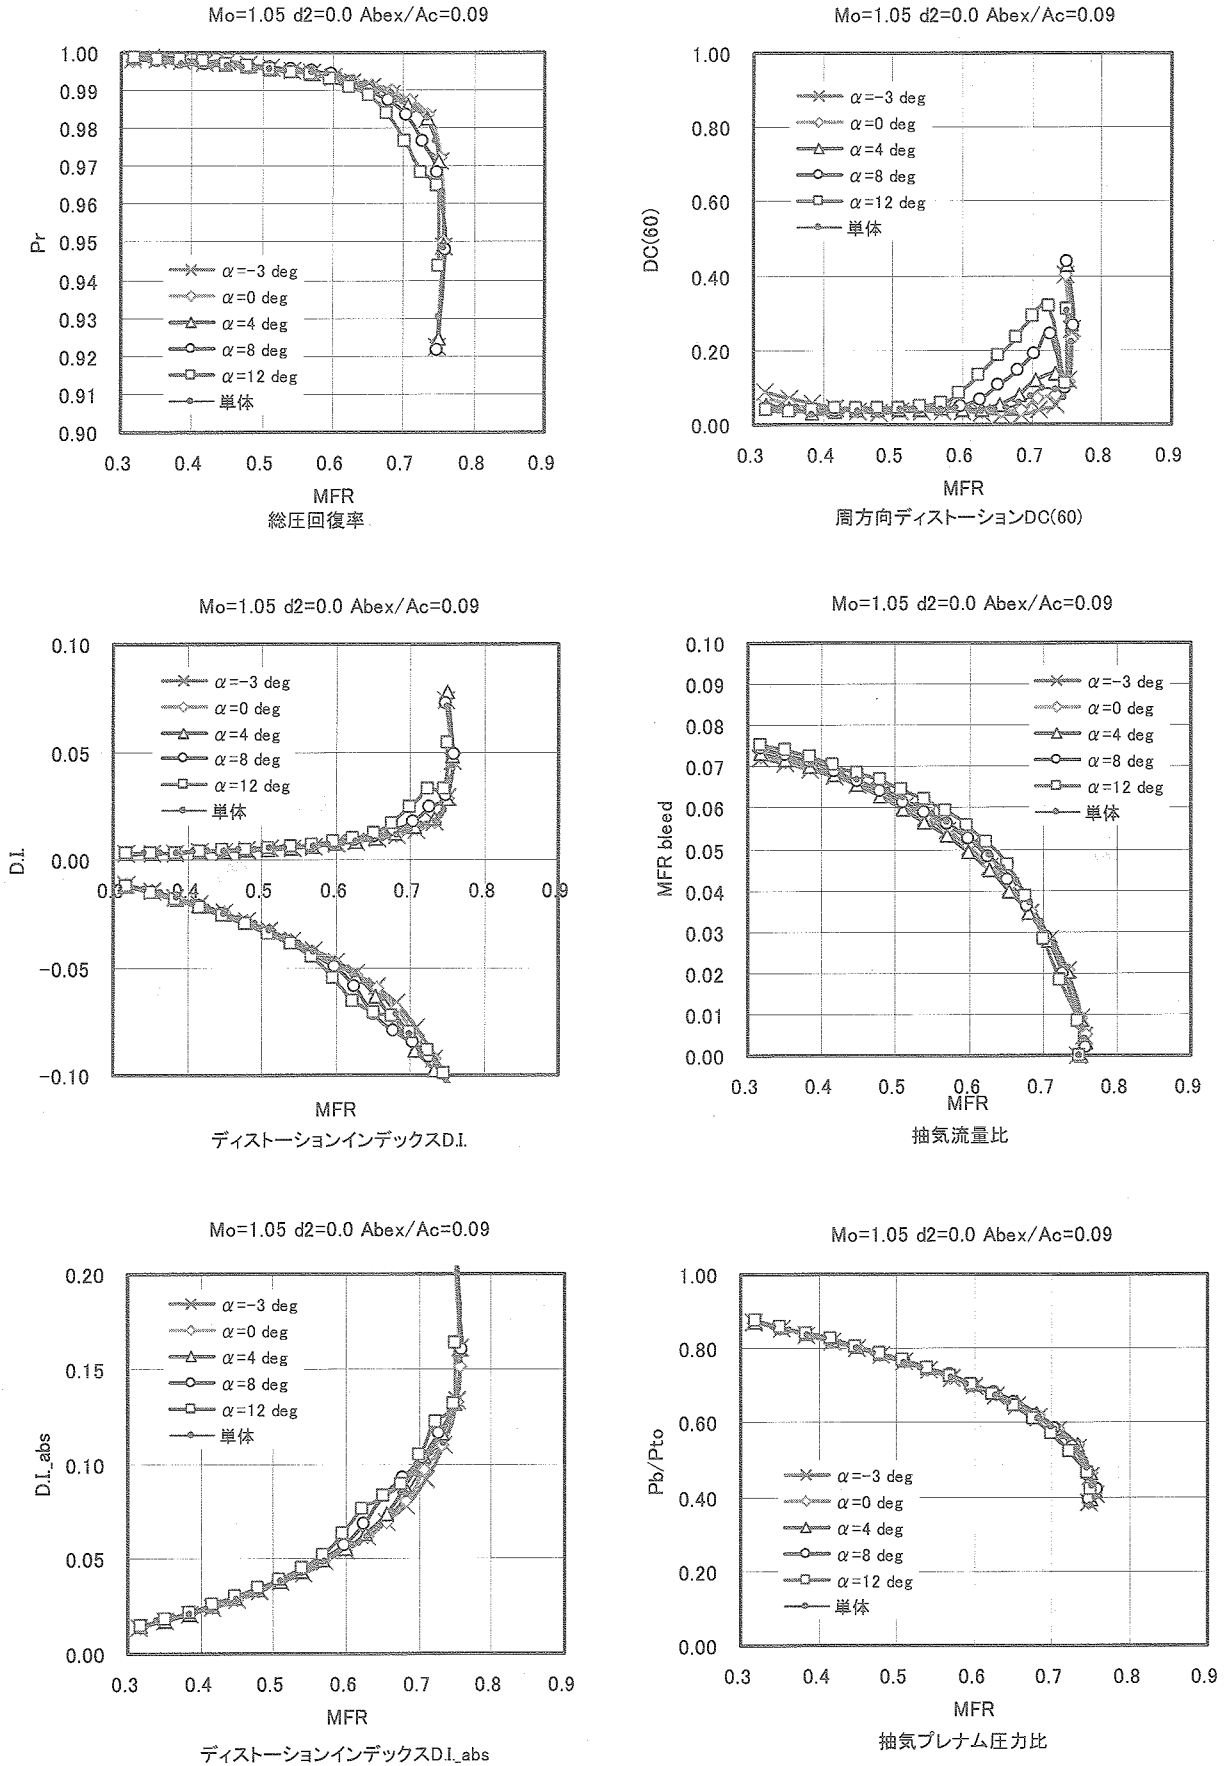 Mo=1.05 d2=0.0 Abex/Ac=0.09
1.00
0.99
0.98
0.97
0.96
0.95
0.94
0.93
0.92
0.91
0.90
Pr
α=-3 deg
α=0 deg
α=4 deg
α=8 deg
α=12 deg
単体
0.3 0.4 0.5 0.6 0.7 0.8 0.9
MFR
総圧回復率
Mo=1.05 d2=0.0 Abex/Ac=0.09
1.00
0.80
0.60
0.40
0.20
0.00
DC(60)
α=-3 deg
α=0 deg
α=4 deg
α=8 deg
α=12 deg
単体
0.3 0.4 0.5 0.6 0.7 0.8 0.9
MFR
周方向ディストーションDC(60)
Mo=1.05 d2=0.0 Abex/Ac=0.09
0.10
0.05
0.00
-0.05
-0.10
D.I.
α=-3 deg
α=0 deg
α=4 deg
α=8 deg
α=12 deg
単体
0.3 0.4 0.5 0.6 0.7 0.8 0.9
MFR
ディストーションインデックスD.I.
Mo=1.05 d2=0.0 Abex/Ac=0.09
0.10
0.09
0.08
0.07
0.06
0.05
0.04
0.03
0.02
0.01
0.00
MFR bleed
α=-3 deg
α=0 deg
α=4 deg
α=8 deg
α=12 deg
単体
0.3 0.4 0.5 0.6 0.7 0.8 0.9
MFR
抽気流量比
Mo=1.05 d2=0.0 Abex/Ac=0.09
0.20
0.15
0.10
0.05
0.00
D.I._abs
α=-3 deg
α=0 deg
α=4 deg
α=8 deg
α=12 deg
単体
0.3 0.4 0.5 0.6 0.7 0.8 0.9
MFR
ディストーションインデックスD.I._abs
Mo=1.05 d2=0.0 Abex/Ac=0.09
1.00
0.80
0.60
0.40
0.20
0.00
Pb/Pto
α=-3 deg
α=0 deg
α=4 deg
α=8 deg
α=12 deg
単体
0.3 0.4 0.5 0.6 0.7 0.8 0.9
MFR
抽気プレナム圧力比